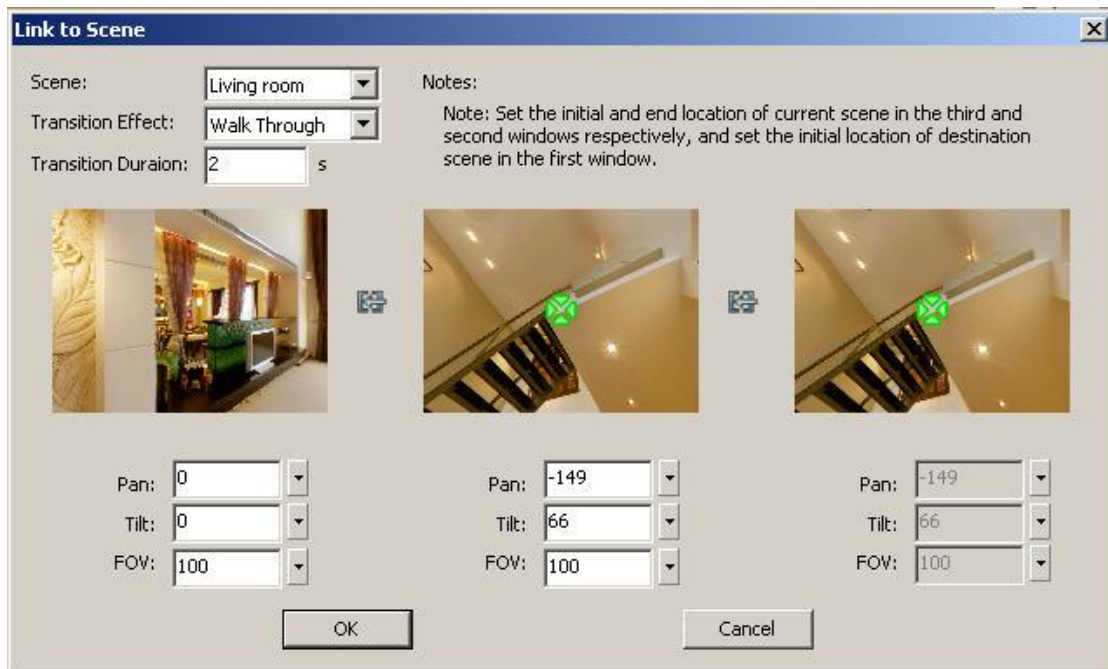 Link to Scene
Scene: Living room
Transition Effect: Walk Through
Transition Duraion: 2 s
Notes:
Note: Set the initial and end location of current scene in the third and
second windows respectively, and set the initial location of destination
scene in the first window.
Pan: 0
Tilt: 0
FOV: 100
Pan: -149
Tilt: 66
FOV: 100
Pan: -149
Tilt: 66
FOV: 100
OK
Cancel